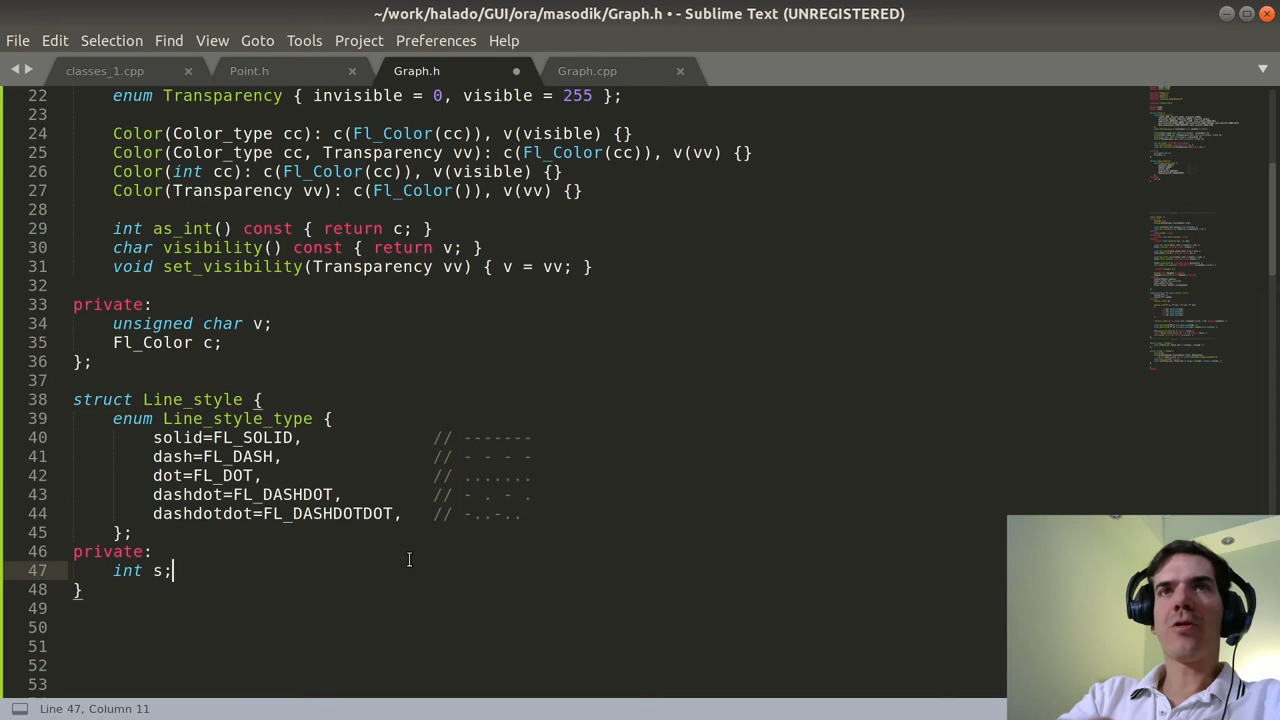 ~/work/halado/GUI/ora/masodik/Graph.h • - Sublime Text (UNREGISTERED)
File Edit Selection Find View Goto Tools Project Preferences Help
classes_1.cpp Point.h Graph.h Graph.cpp
22 enum Transparency { invisible = 0, visible = 255 };
23
24 Color(Color_type cc): c(Fl_Color(cc)), v(visible) {}
25 Color(Color_type cc, Transparency vv): c(Fl_Color(cc)), v(vv) {}
26 Color(int cc): c(Fl_Color(cc)), v(visible) {}
27 Color(Transparency vv): c(Fl_Color()), v(vv) {}
28
29 int as_int() const { return c; }
30 char visibility() const { return v; }
31 void set_visibility(Transparency vv) { v = vv; }
32
33 private:
34 unsigned char v;
35 Fl_Color c;
36 };
37
38 struct Line_style {
39 enum Line_style_type {
40 solid=FL_SOLID, // -------
41 dash=FL_DASH, // - - - -
42 dot=FL_DOT, // .......
43 dashdot=FL_DASHDOT, // - . - .
44 dashdotdot=FL_DASHDOTDOT, // -..-..
45 };
46 private:
47 int s;
48 }
49
50
51
52
53
Line 47, Column 11